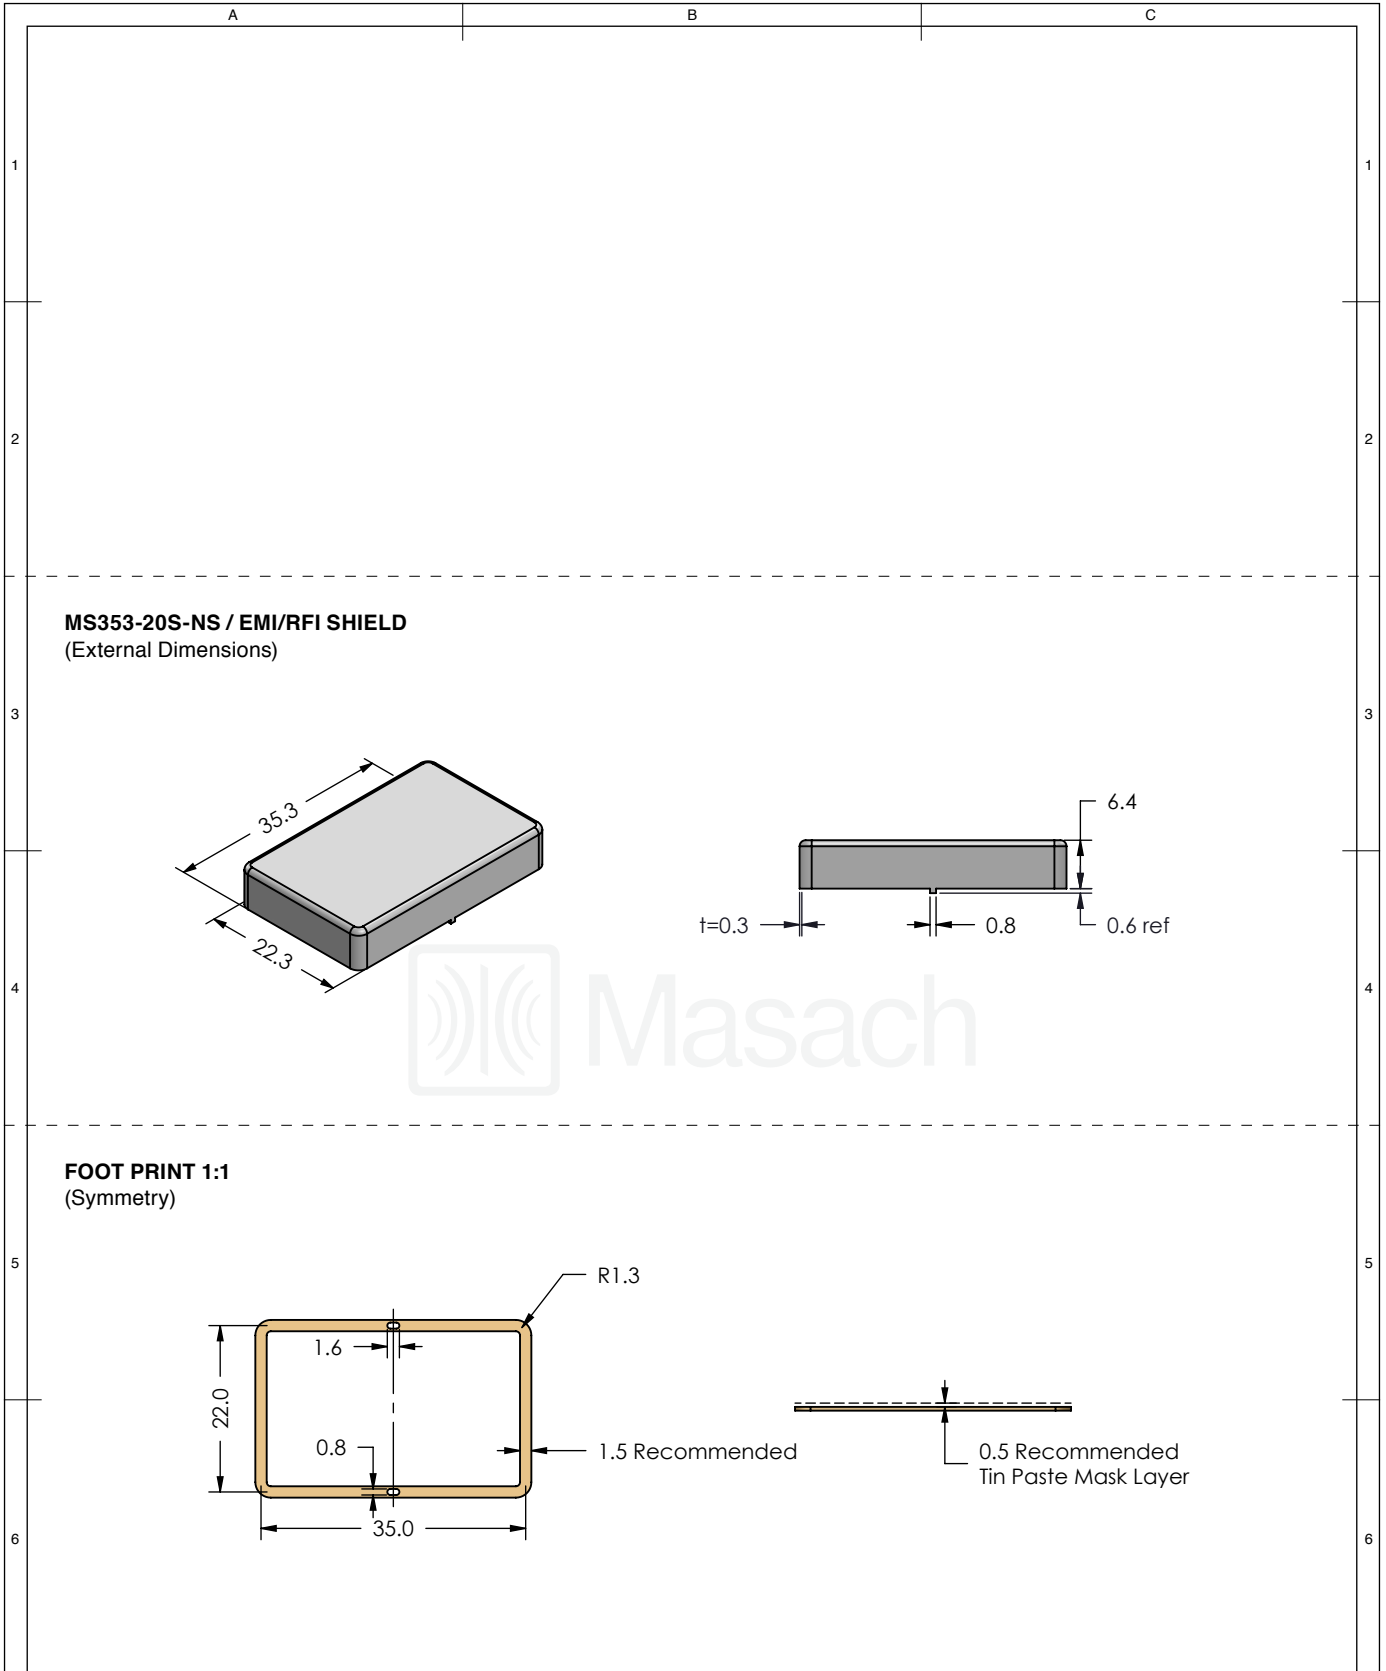 A B C
1 1
2 2
MS353-20S-NS / EMI/RFI SHIELD
(External Dimensions)
3 3
35.3
6.4
t=0.3
0.8
0.6 ref
22.3
4 4
Masach
FOOT PRINT 1:1
(Symmetry)
5 5
R1.3
1.6
22.0
0.8
1.5 Recommended
0.5 Recommended
Tin Paste Mask Layer
35.0
6 6